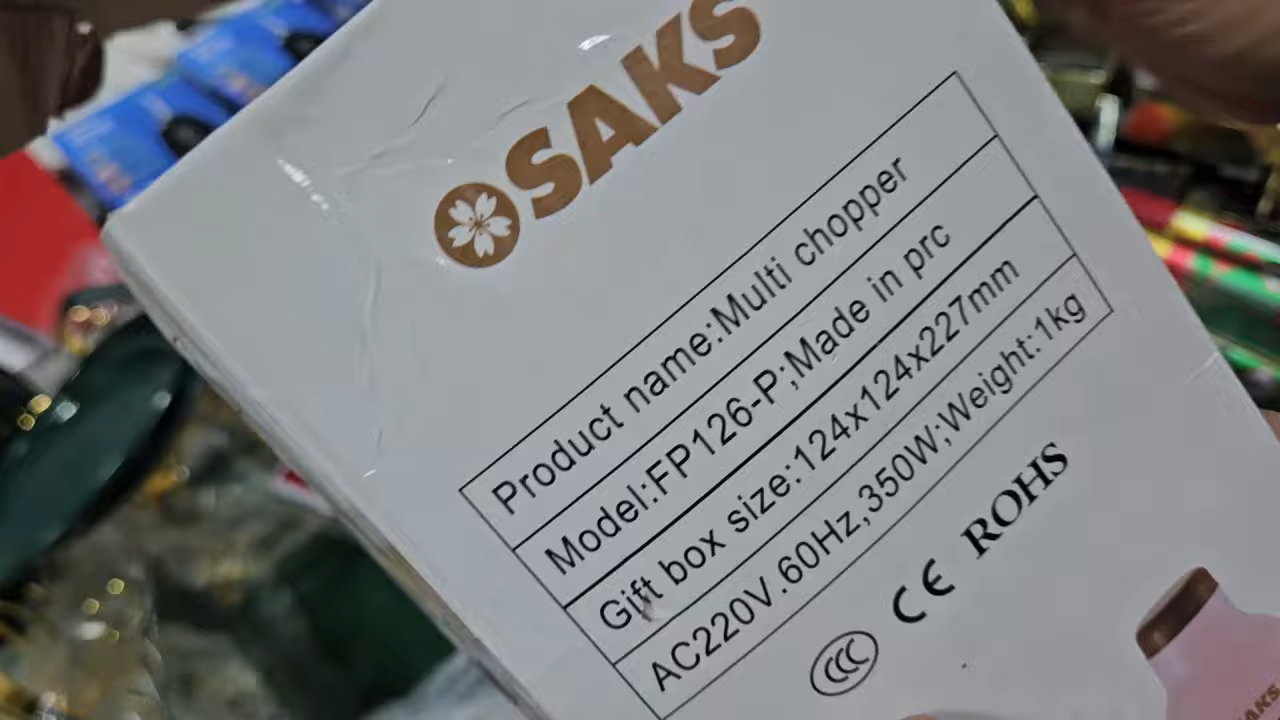 SAKS
Product name:Multi chopper
Model:FP126-P;Made in prc
Gift box size:124x124x227mm
AC220V.60Hz,350W;Weight:1kg
CCC CE ROHS
SAKS